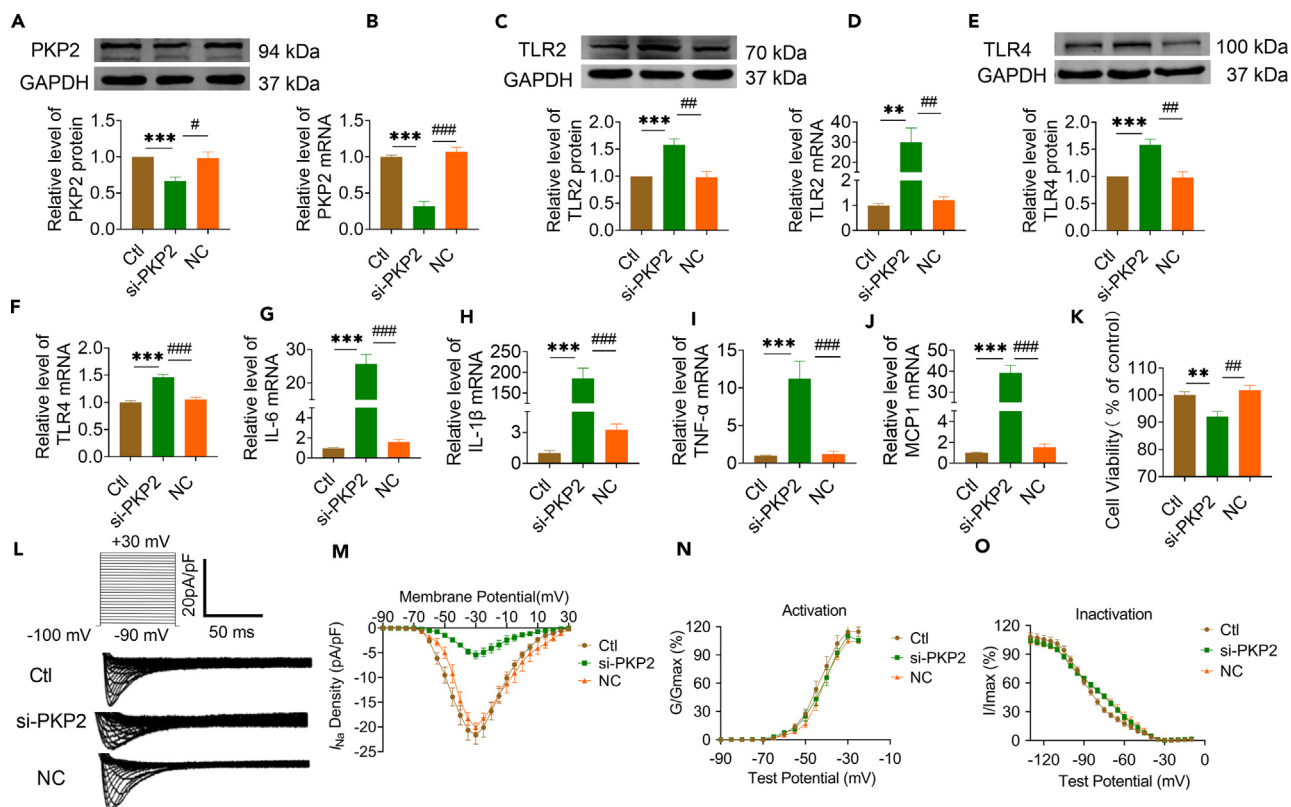 A
PKP2
94 kDa
GAPDH
37 kDa
Relative level of
PKP2 protein
1.5
1.0
0.5
0.0
***
#
Ctl
si-PKP2
NC
B
Relative level of
PKP2 mRNA
1.5
1.0
0.5
0.0
***
###
Ctl
si-PKP2
NC
C
TLR2
70 kDa
GAPDH
37 kDa
Relative level of
TLR2 protein
2.0
1.5
1.0
0.5
0.0
***
##
Ctl
si-PKP2
NC
D
Relative level of
TLR2 mRNA
40
30
20
10
2
1
0
**
##
Ctl
si-PKP2
NC
E
TLR4
100 kDa
GAPDH
37 kDa
Relative level of
TLR4 protein
2.0
1.5
1.0
0.5
0.0
***
##
Ctl
si-PKP2
NC
F
Relative level of
TLR4 mRNA
2.0
1.5
1.0
0.5
0.0
***
###
Ctl
si-PKP2
NC
G
Relative level of
IL-6 mRNA
30
20
10
4
2
0
***
###
Ctl
si-PKP2
NC
H
Relative level of
IL-1β mRNA
250
200
150
100
50
3
0
***
###
Ctl
si-PKP2
NC
I
Relative level of
TNF-α mRNA
15
10
5
0
***
###
Ctl
si-PKP2
NC
J
Relative level of
MCP1 mRNA
50
40
30
20
10
4
2
0
***
###
Ctl
si-PKP2
NC
K
Cell Viability ( % of control)
120
110
100
90
80
70
**
##
Ctl
si-PKP2
NC
L
+30 mV
-100 mV
-90 mV
20pA/pF
50 ms
Ctl
si-PKP2
NC
M
Membrane Potential(mV)
-90
-70
-50
-30
-10
10
30
0
-5
-10
-15
-20
-25
INa Density (pA/pF)
Ctl
si-PKP2
NC
N
Activation
G/Gmax (%)
120
90
60
30
0
-90
-70
-50
-30
-10
Test Potential (mV)
Ctl
si-PKP2
NC
O
Inactivation
I/Imax (%)
120
90
60
30
0
-120
-90
-60
-30
0
Test Potential (mV)
Ctl
si-PKP2
NC